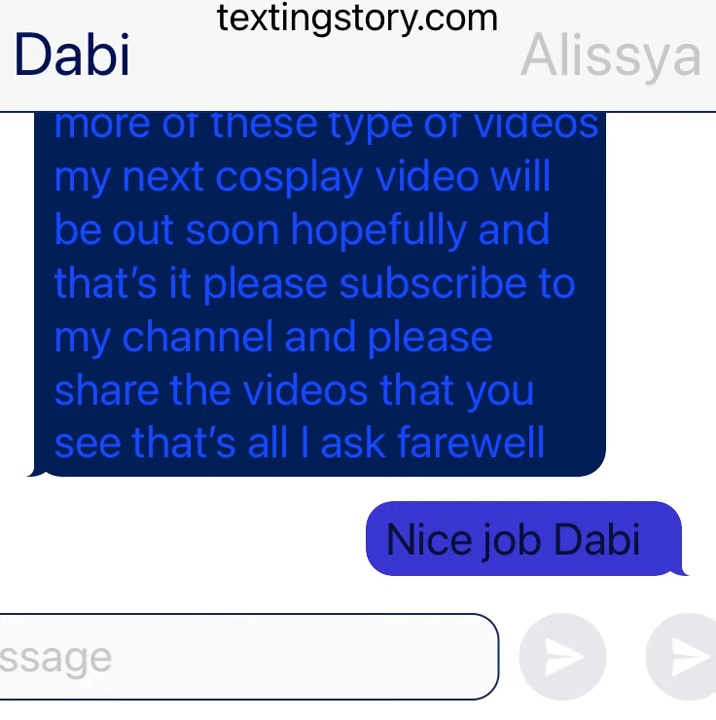 textingstory.com
Dabi
Alissya
more of these type of videos
my next cosplay video will
be out soon hopefully and
that's it please subscribe to
my channel and please
share the videos that you
see that's all I ask farewell
Nice job Dabi
ssage